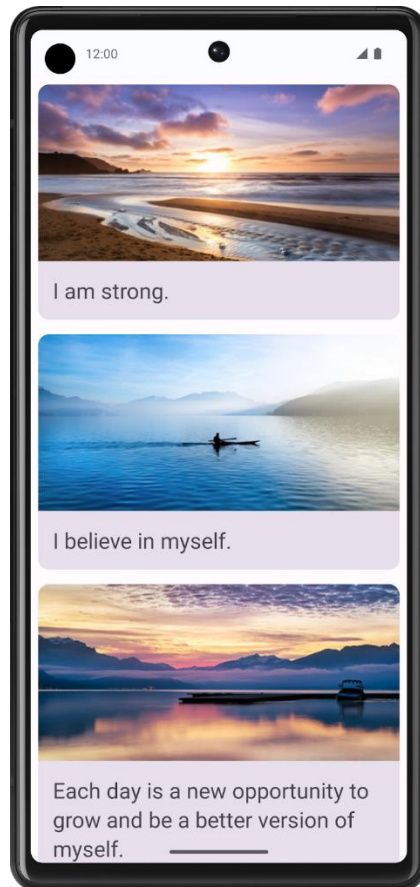 12:00
I am strong.
I believe in myself.
Each day is a new opportunity to
grow and be a better version of
myself.